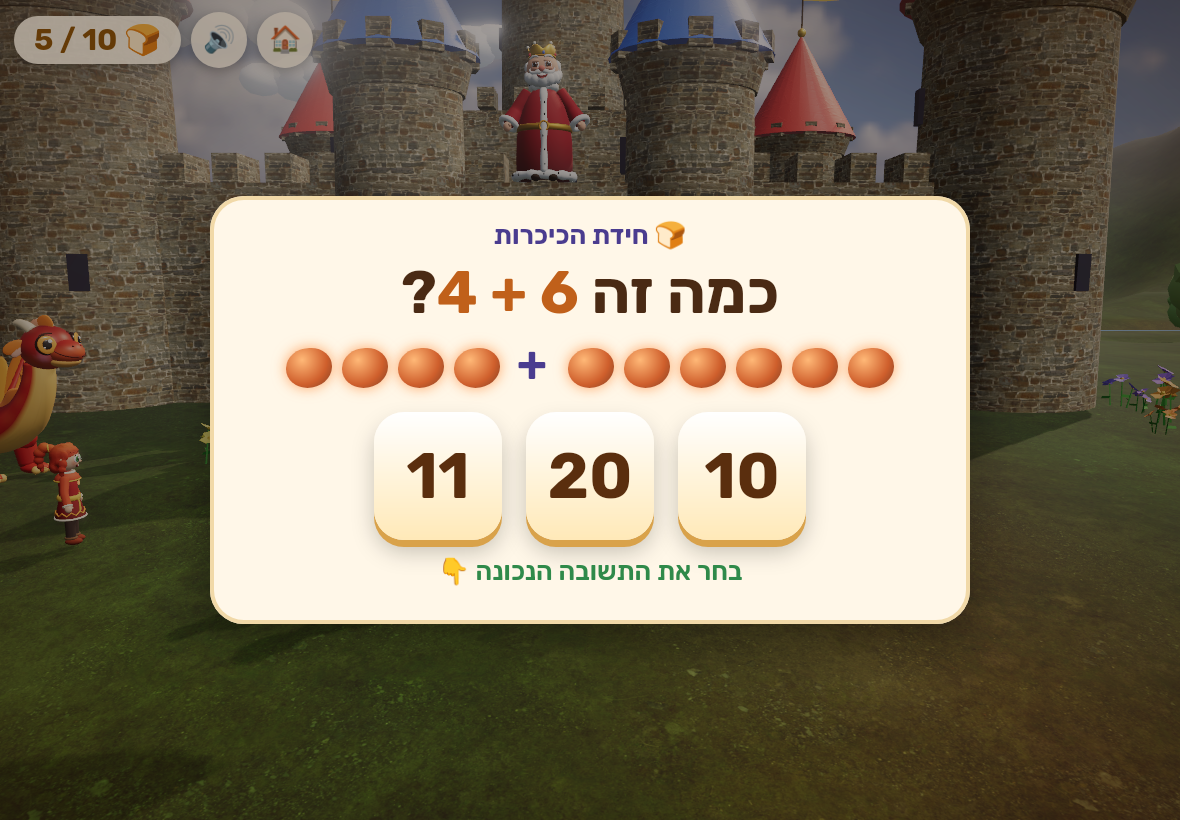 5 / 10
חידת הכיכרות
כמה זה 4 + 6?
+
10 20 11
בחר את התשובה הנכונה